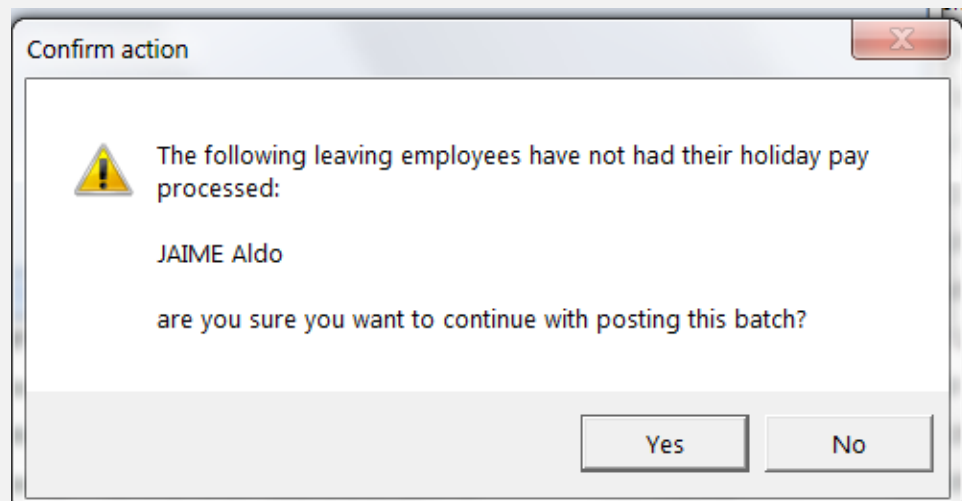 Confirm action
The following leaving employees have not had their holiday pay
processed:
JAIME Aldo
are you sure you want to continue with posting this batch?
Yes
No